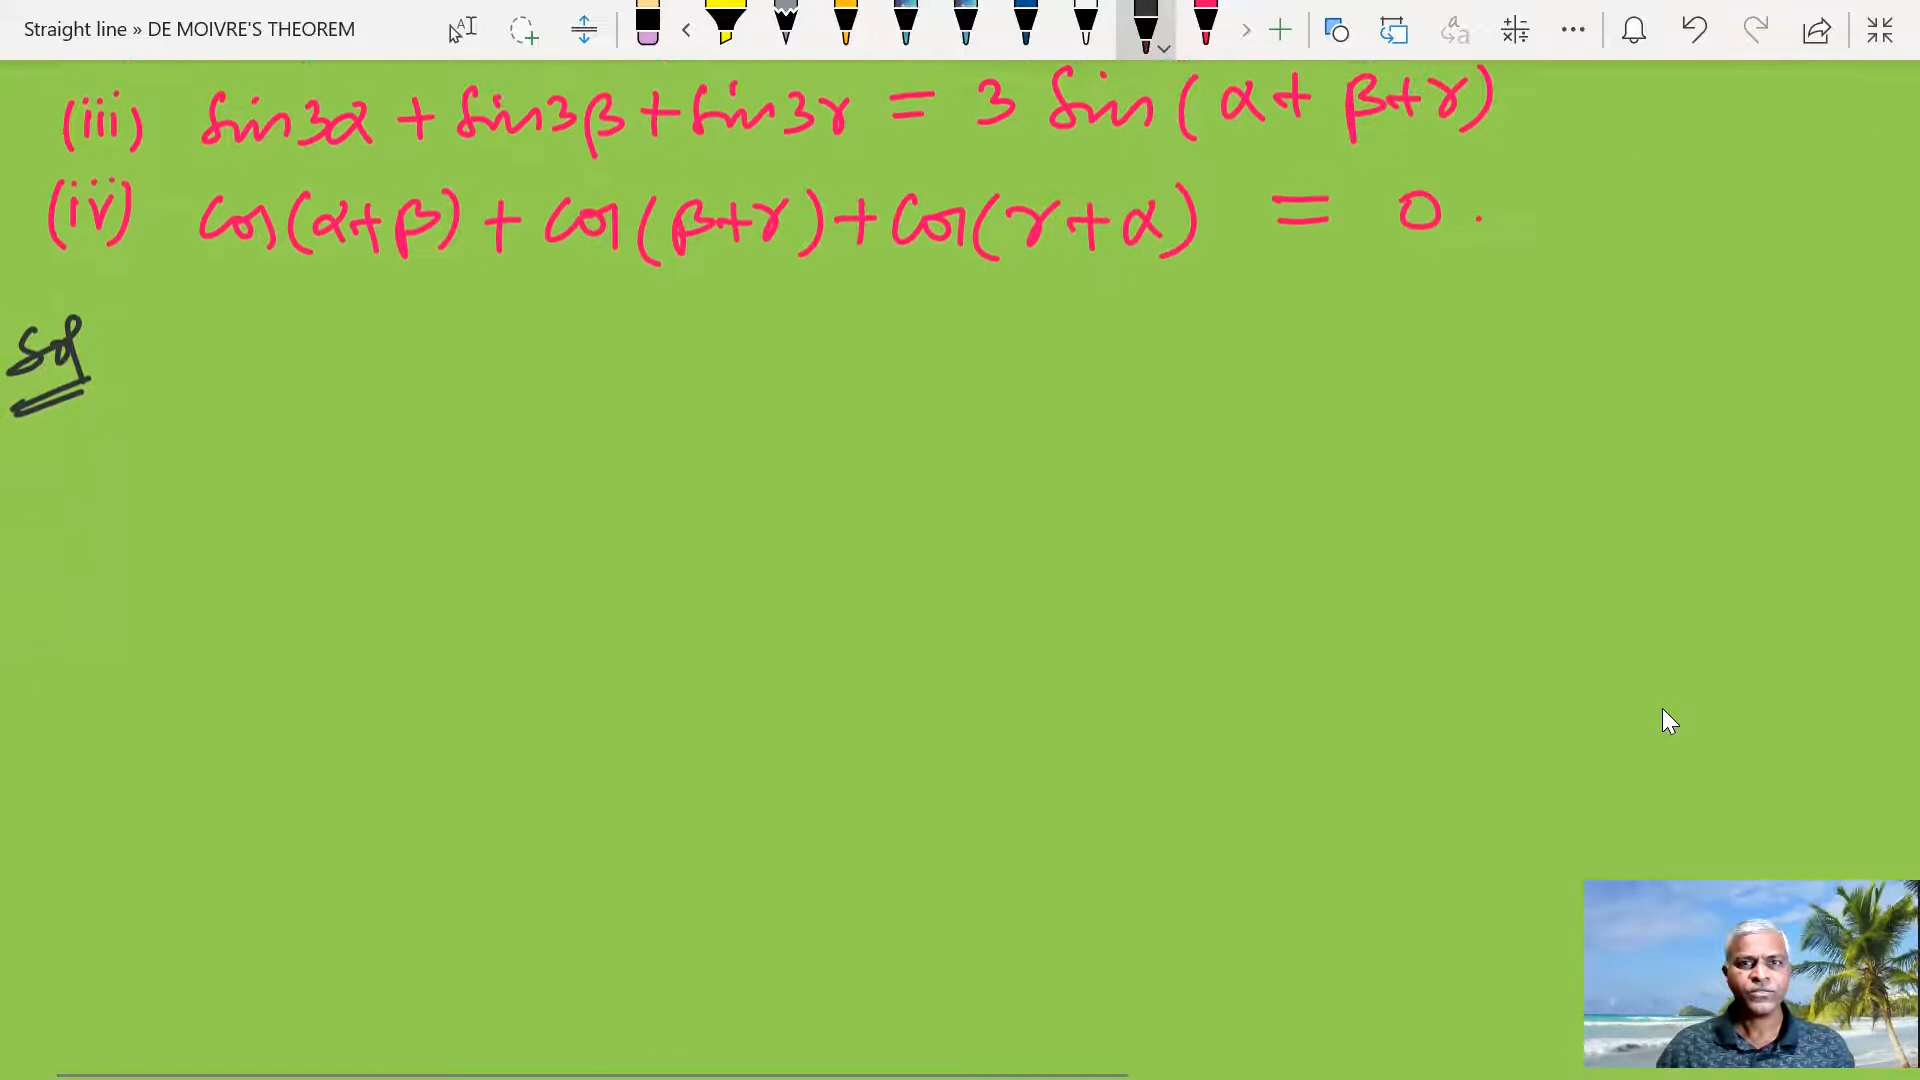 Straight line » DE MOIVRE'S THEOREM
(iii) sin3α + sin3β + sin3γ = 3 sin(α + β+γ)
(iv) cos(α+β) + cos(β+γ) + cos(γ+α) = 0.
Sol